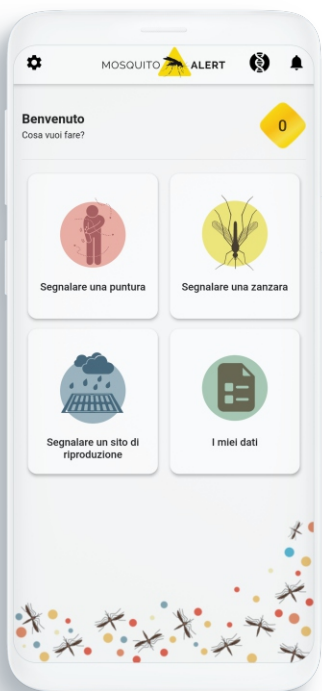 MOSQUITO ALERT
Benvenuto
Cosa vuoi fare?
0
Segnalare una puntura
Segnalare una zanzara
Segnalare un sito di
riproduzione
I miei dati